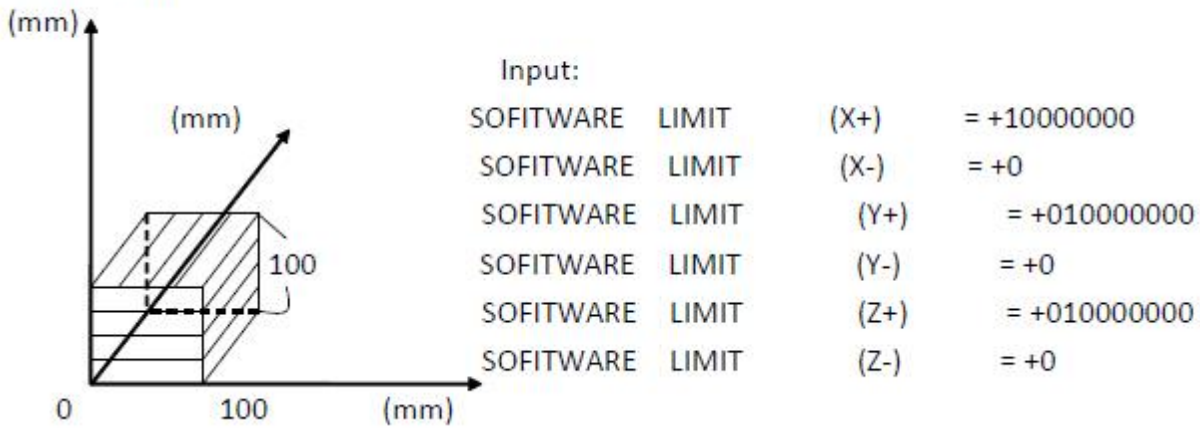 (mm)
Input:
(mm)
SOFITWARE LIMIT (X+) = +10000000
SOFITWARE LIMIT (X-) = +0
SOFITWARE LIMIT (Y+) = +010000000
100
SOFITWARE LIMIT (Y-) = +0
SOFITWARE LIMIT (Z+) = +010000000
SOFITWARE LIMIT (Z-) = +0
0 100 (mm)